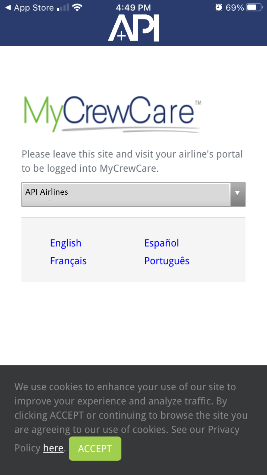 ◀ App Store 4:49 PM 69%
API
MyCrewCare™
Please leave this site and visit your airline's portal
to be logged into MyCrewCare.
API Airlines
English Español
Français Português
We use cookies to enhance your use of our site to
improve your experience and analyze traffic. By
clicking ACCEPT or continuing to browse the site you
are agreeing to our use of cookies. See our Privacy
Policy here. ACCEPT